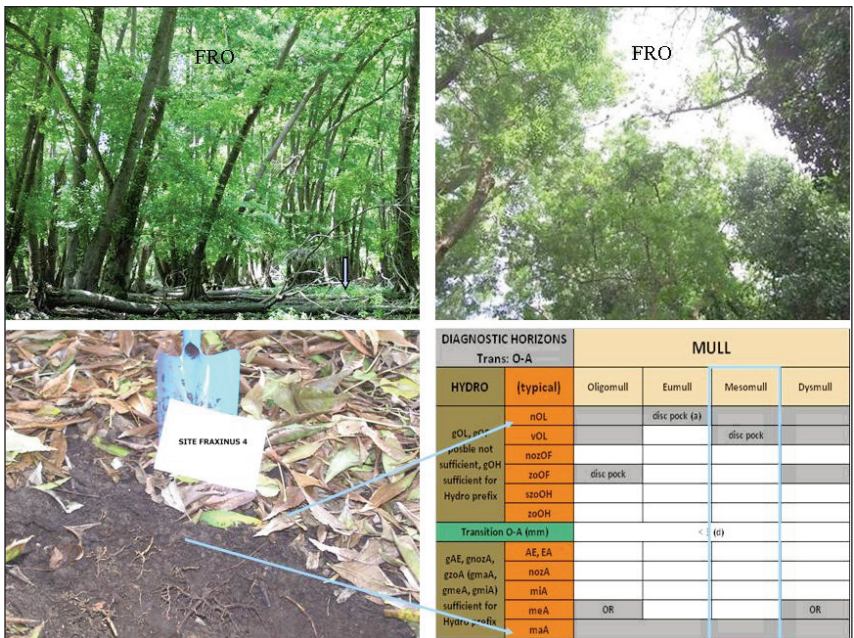 FRO
FRO
SITE FRAXINUS 4
DIAGNOSTIC HORIZONS
Trans: O-A
MULL
HYDRO
(typical)
Oligomull
Eumull
Mesomull
Dysmull
gOL, gOF
posble not
sufficient, gOH
sufficient for
Hydro prefix
nOL
disc pock (a)
vOL
disc pock
nozOF
zoOF
disc pock
szoOH
zoOH
Transition O-A (mm)
(d)
gAE, gnozA,
gzoA (gmaA,
gmeA, gmiA)
sufficient for
Hydro prefix
AE, EA
nozA
miA
meA
OR
OR
maA